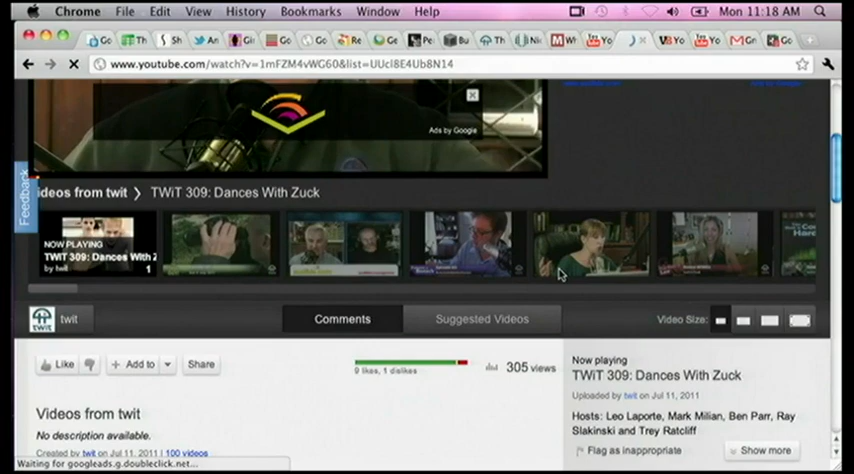 Chrome File Edit View History Bookmarks Window Help Mon 11:18 AM
www.youtube.com/watch?v=1mFZM4vWG60&list=UUcl8E4Ub8N14
Ads by Google
Feedback
ideos from twit TWiT 309: Dances With Zuck
NOW PLAYING
TWiT 309: Dances With Z
by twit 1
twit
twit
Comments
Suggested Videos
Video Size:
Like
Add to
Share
9 likes, 1 dislikes
305 views
Videos from twit
No description available.
Created by twit on Jul 11, 2011 | 100 videos
Waiting for googleads.g.doubleclick.net...
Now playing
TWiT 309: Dances With Zuck
Uploaded by twit on Jul 11, 2011
Hosts: Leo Laporte, Mark Milian, Ben Parr, Ray
Slakinski and Trey Ratcliff
Flag as inappropriate
Show more